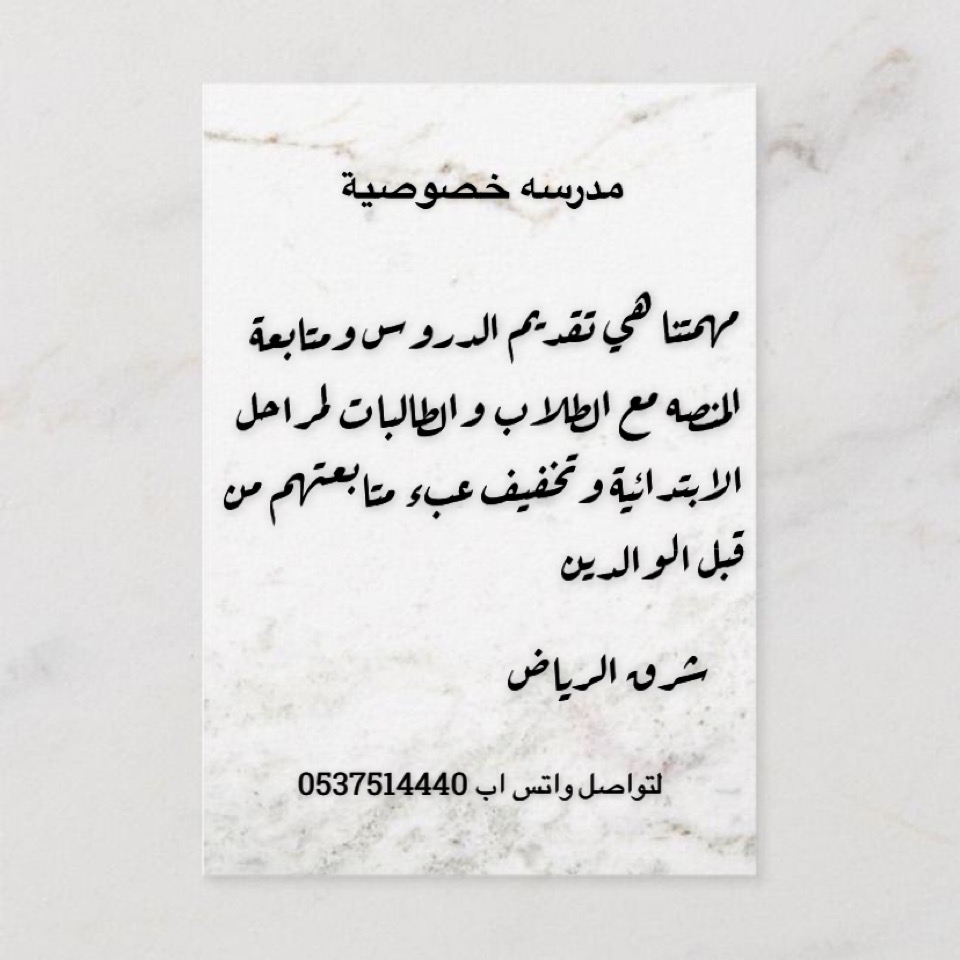 مدرسه خصوصية
مهمتنا هي تقديم الدروس ومتابعة
المنصه مع الطلاب والطالبات لمراحل
الابتدائية وتخفيف عبء متابعتهم من
قبل الوالدين
شرق الرياض
لتواصل واتس اب 0537514440